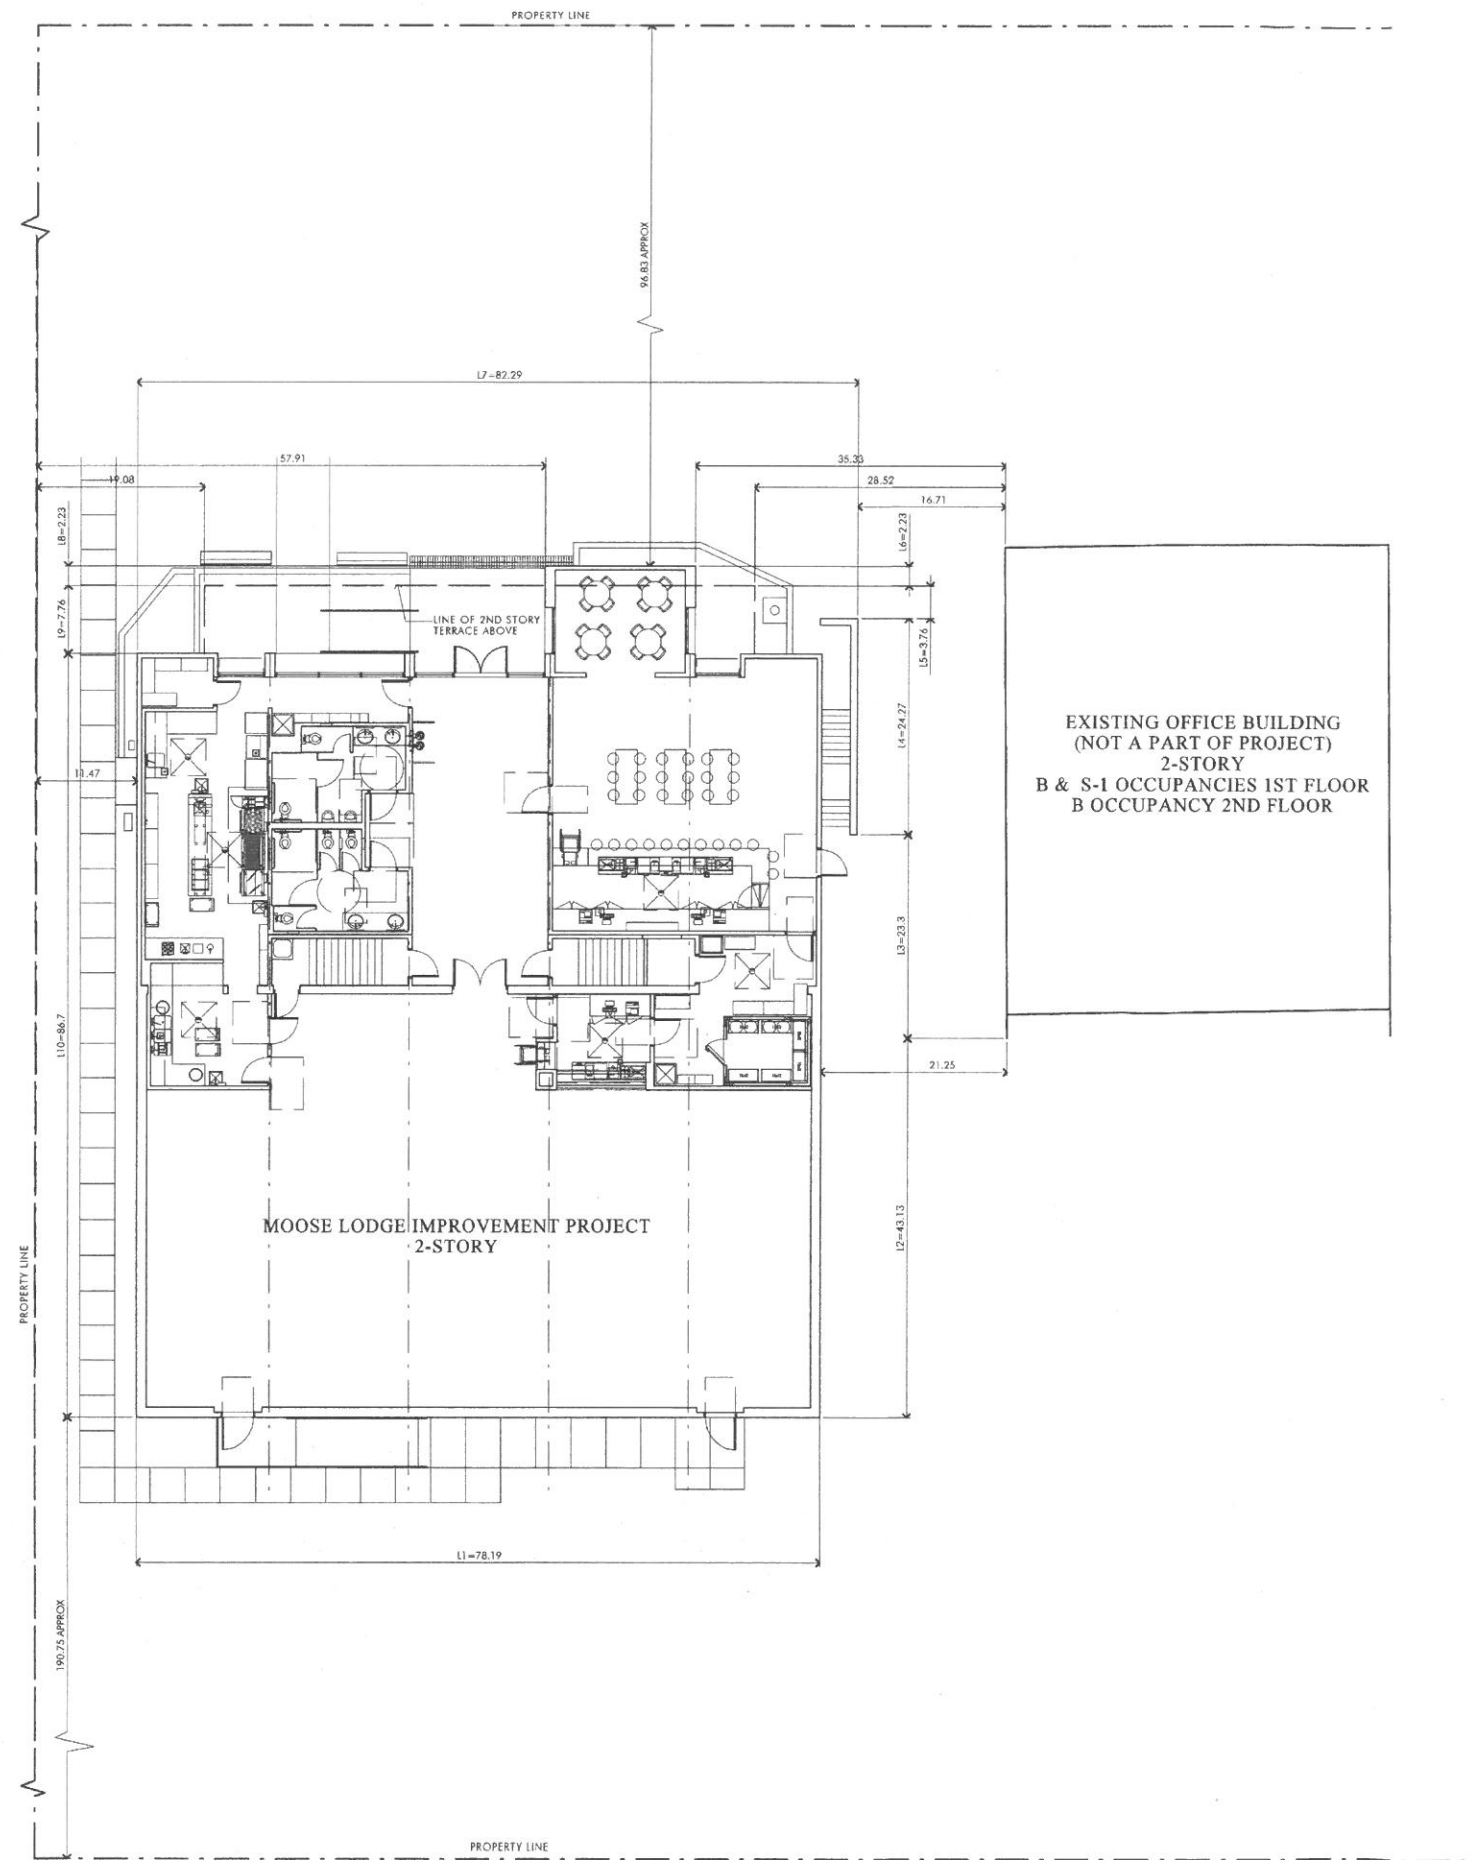 PROPERTY LINE
96.83 APPROX
L7=82.29
57.91
35.33
19.08
28.52
16.71
L8=2.23
L6=2.23
L9=7.76
LINE OF 2ND STORY
TERRACE ABOVE
L5=3.76
L4=24.27
EXISTING OFFICE BUILDING
(NOT A PART OF PROJECT)
2-STORY
B & S-1 OCCUPANCIES 1ST FLOOR
B OCCUPANCY 2ND FLOOR
11.47
L3=23.3
L10=86.7
21.25
L2=43.13
MOOSE LODGE IMPROVEMENT PROJECT
2-STORY
PROPERTY LINE
L1=78.19
190.75 APPROX
PROPERTY LINE